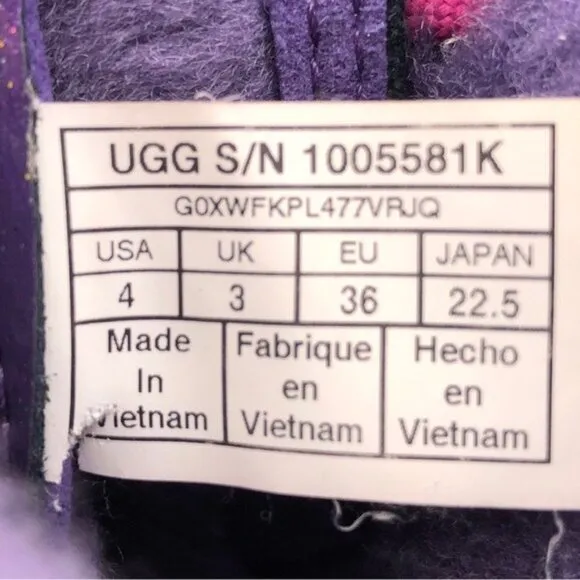 UGG S/N 1005581K
G0XWFKPL477VRJQ
USA UK EU JAPAN
4 3 36 22.5
Made Fabrique Hecho
In en en
Vietnam Vietnam Vietnam